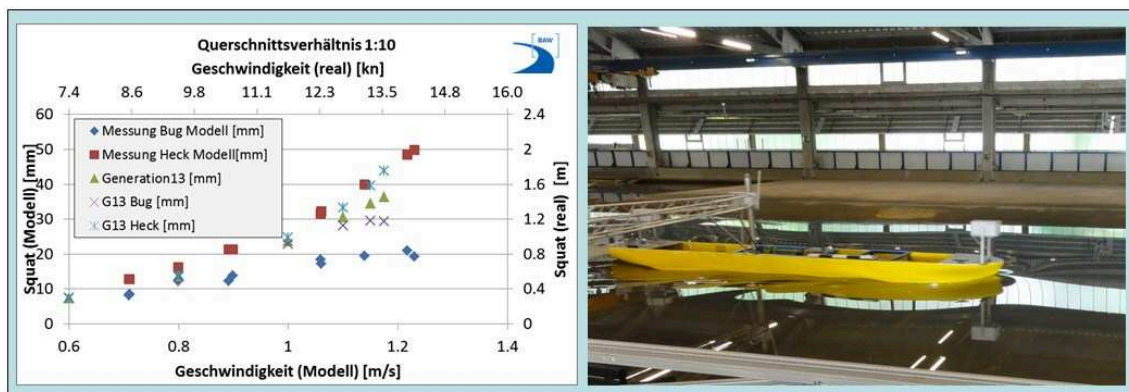 Querschnittsverhältnis 1:10
BAW
Geschwindigkeit (real) [kn]
7.4 8.6 9.8 11.1 12.3 13.5 14.8 16.0
60 2.4
50 2
40 1.6
30 1.2
20 0.8
10 0.4
0 0
Messung Bug Modell [mm]
Messung Heck Modell[mm]
Generation13 [mm]
G13 Bug [mm]
G13 Heck [mm]
Squat (Modell) [mm]
Squat (real) [m]
0.6 0.8 1 1.2 1.4
Geschwindigkeit (Modell) [m/s]